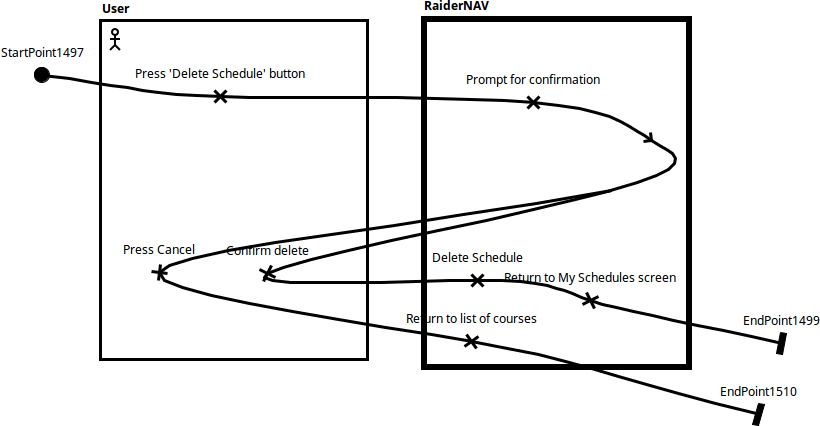 User
RaiderNAV
StartPoint1497
Press 'Delete Schedule' button
Prompt for confirmation
Press Cancel
Confirm delete
Delete Schedule
Return to My Schedules screen
Return to list of courses
EndPoint1499
EndPoint1510